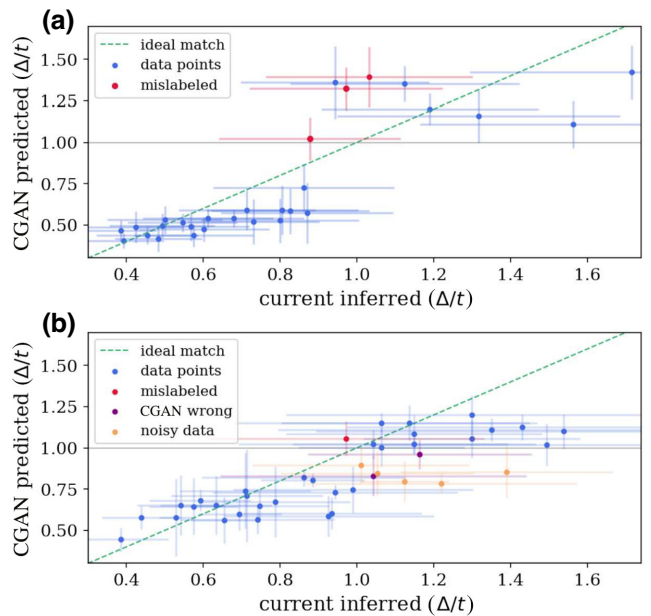 (a)
ideal match
data points
mislabeled
1.50
1.25
1.00
0.75
0.50
CGAN predicted (Δ/t)
0.4 0.6 0.8 1.0 1.2 1.4 1.6
current inferred (Δ/t)
(b)
ideal match
data points
mislabeled
CGAN wrong
noisy data
1.50
1.25
1.00
0.75
0.50
CGAN predicted (Δ/t)
0.4 0.6 0.8 1.0 1.2 1.4 1.6
current inferred (Δ/t)